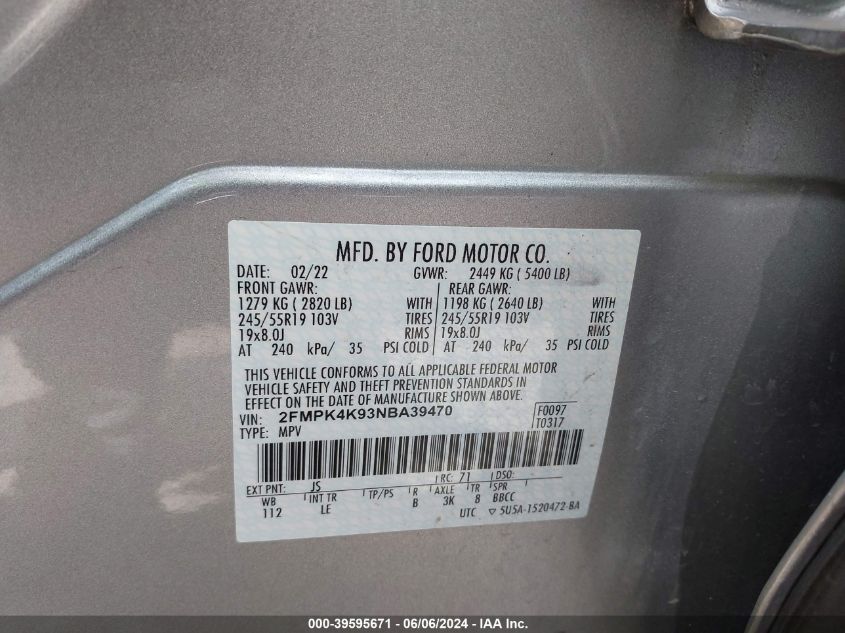 MFD. BY FORD MOTOR CO.
DATE: 02/22 GVWR: 2449 KG ( 5400 LB)
FRONT GAWR: REAR GAWR:
1279 KG ( 2820 LB) WITH 1198 KG ( 2640 LB) WITH
245/55R19 103V TIRES 245/55R19 103V TIRES
19x8.0J RIMS 19x8.0J RIMS
AT 240 kPa/ 35 PSI COLD AT 240 kPa/ 35 PSI COLD
THIS VEHICLE CONFORMS TO ALL APPLICABLE FEDERAL MOTOR
VEHICLE SAFETY AND THEFT PREVENTION STANDARDS IN
EFFECT ON THE DATE OF MANUFACTURE SHOWN ABOVE.
VIN: 2FMPK4K93NBA39470 F0097
TYPE: MPV T0317
EXT PNT: JS RC: 71 DSO:
WB INT TR TP/PS R AXLE TR SPR
112 LE B 3K 8 BBCC
UTC ▽ 5U5A-1520472-BA
000-39595671 - 06/06/2024 - IAA Inc.